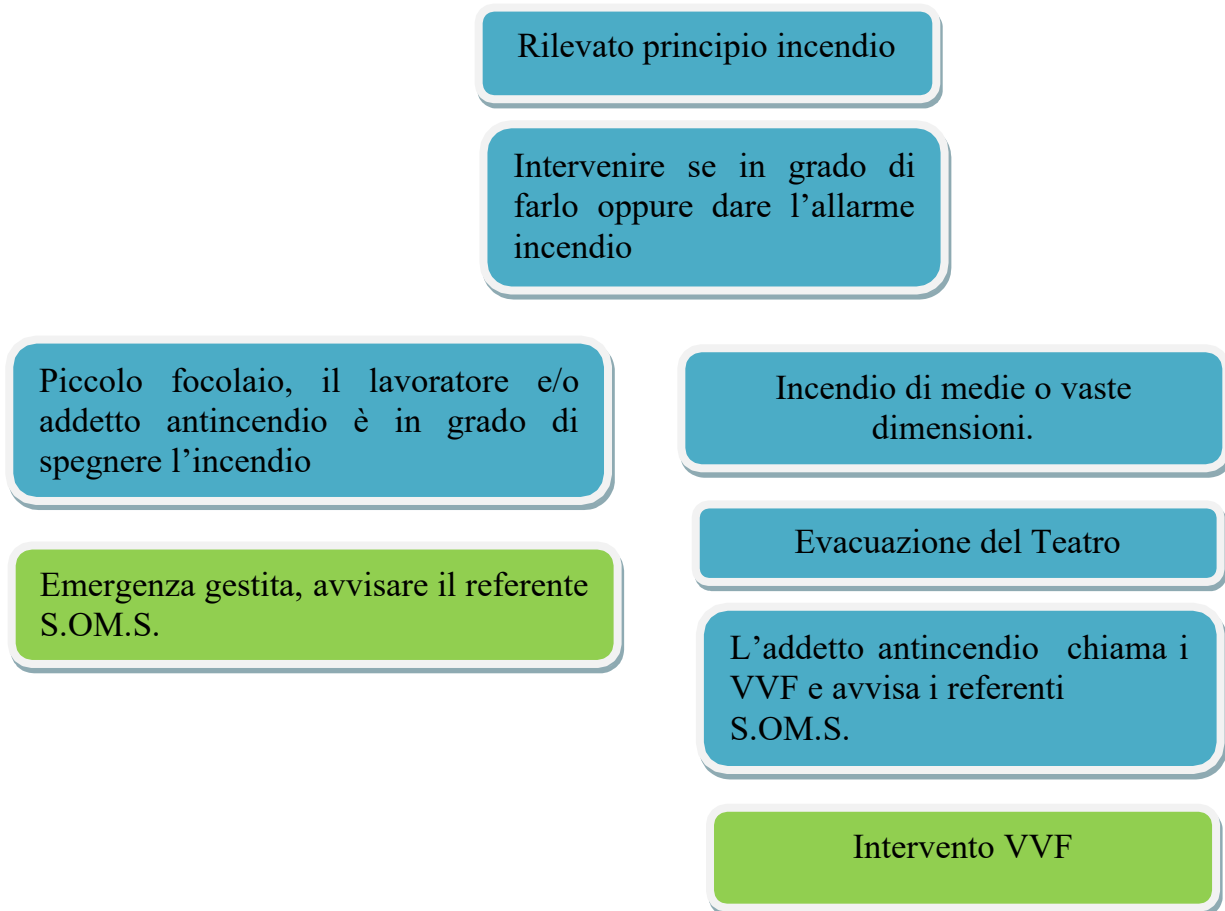 Rilevato principio incendio
Intervenire se in grado di
farlo oppure dare l’allarme
incendio
Piccolo focolaio, il lavoratore e/o
addetto antincendio è in grado di
spegnere l’incendio
Emergenza gestita, avvisare il referente
S.OM.S.
Incendio di medie o vaste
dimensioni.
Evacuazione del Teatro
L’addetto antincendio chiama i
VVF e avvisa i referenti
S.OM.S.
Intervento VVF